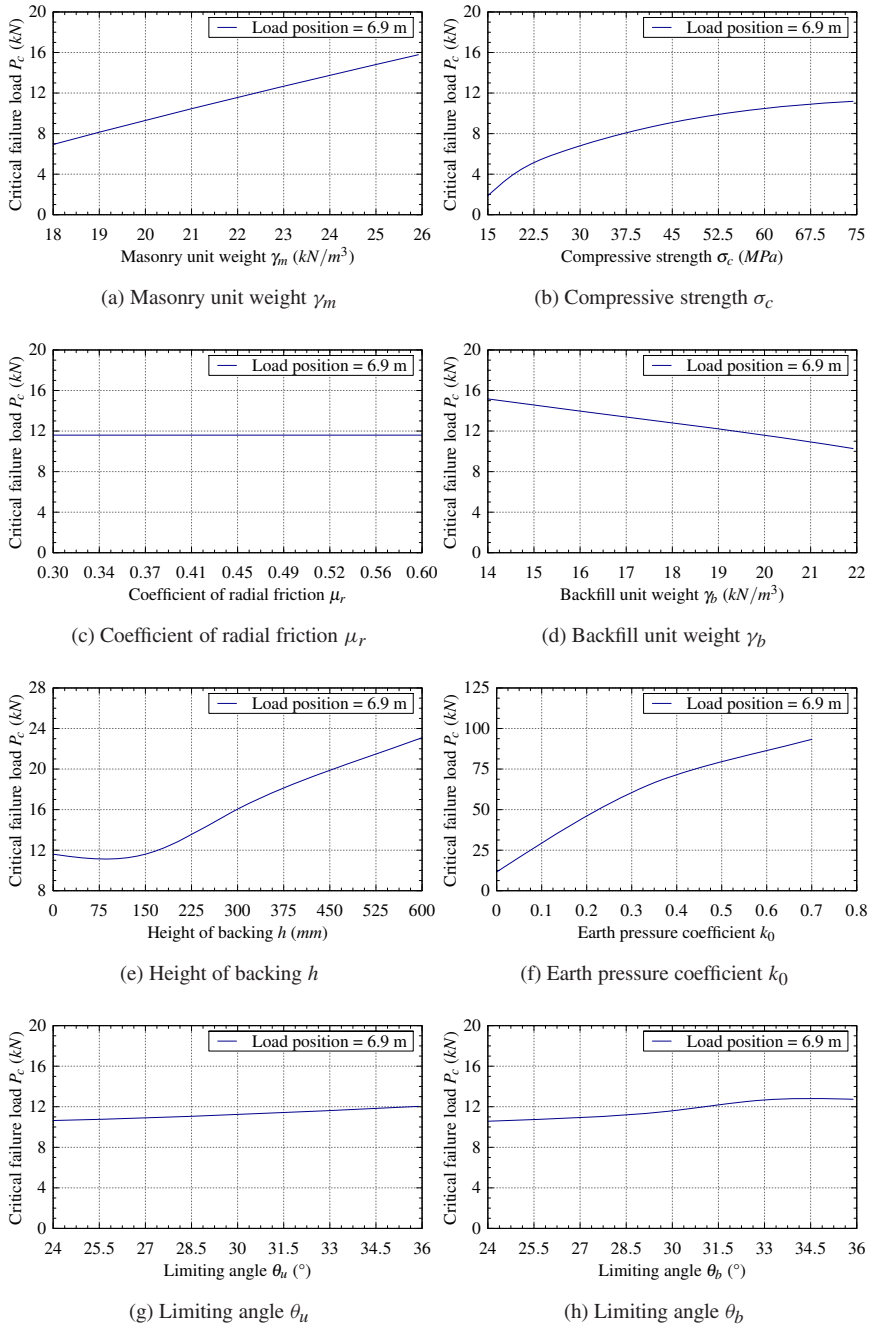 Critical failure load P_c (kN)
20
16
12
8
4
0
Load position = 6.9 m
18 19 20 21 22 23 24 25 26
Masonry unit weight γ_m (kN/m³)
(a) Masonry unit weight γ_m
Critical failure load P_c (kN)
20
16
12
8
4
0
Load position = 6.9 m
15 22.5 30 37.5 45 52.5 60 67.5 75
Compressive strength σ_c (MPa)
(b) Compressive strength σ_c
Critical failure load P_c (kN)
20
16
12
8
4
0
Load position = 6.9 m
0.30 0.34 0.37 0.41 0.45 0.49 0.52 0.56 0.60
Coefficient of radial friction μ_r
(c) Coefficient of radial friction μ_r
Critical failure load P_c (kN)
20
16
12
8
4
0
Load position = 6.9 m
14 15 16 17 18 19 20 21 22
Backfill unit weight γ_b (kN/m³)
(d) Backfill unit weight γ_b
Critical failure load P_c (kN)
28
24
20
16
12
8
Load position = 6.9 m
0 75 150 225 300 375 450 525 600
Height of backing h (mm)
(e) Height of backing h
Critical failure load P_c (kN)
125
100
75
50
25
0
Load position = 6.9 m
0 0.1 0.2 0.3 0.4 0.5 0.6 0.7 0.8
Earth pressure coefficient k_0
(f) Earth pressure coefficient k_0
Critical failure load P_c (kN)
20
16
12
8
4
0
Load position = 6.9 m
24 25.5 27 28.5 30 31.5 33 34.5 36
Limiting angle θ_u (°)
(g) Limiting angle θ_u
Critical failure load P_c (kN)
20
16
12
8
4
0
Load position = 6.9 m
24 25.5 27 28.5 30 31.5 33 34.5 36
Limiting angle θ_b (°)
(h) Limiting angle θ_b